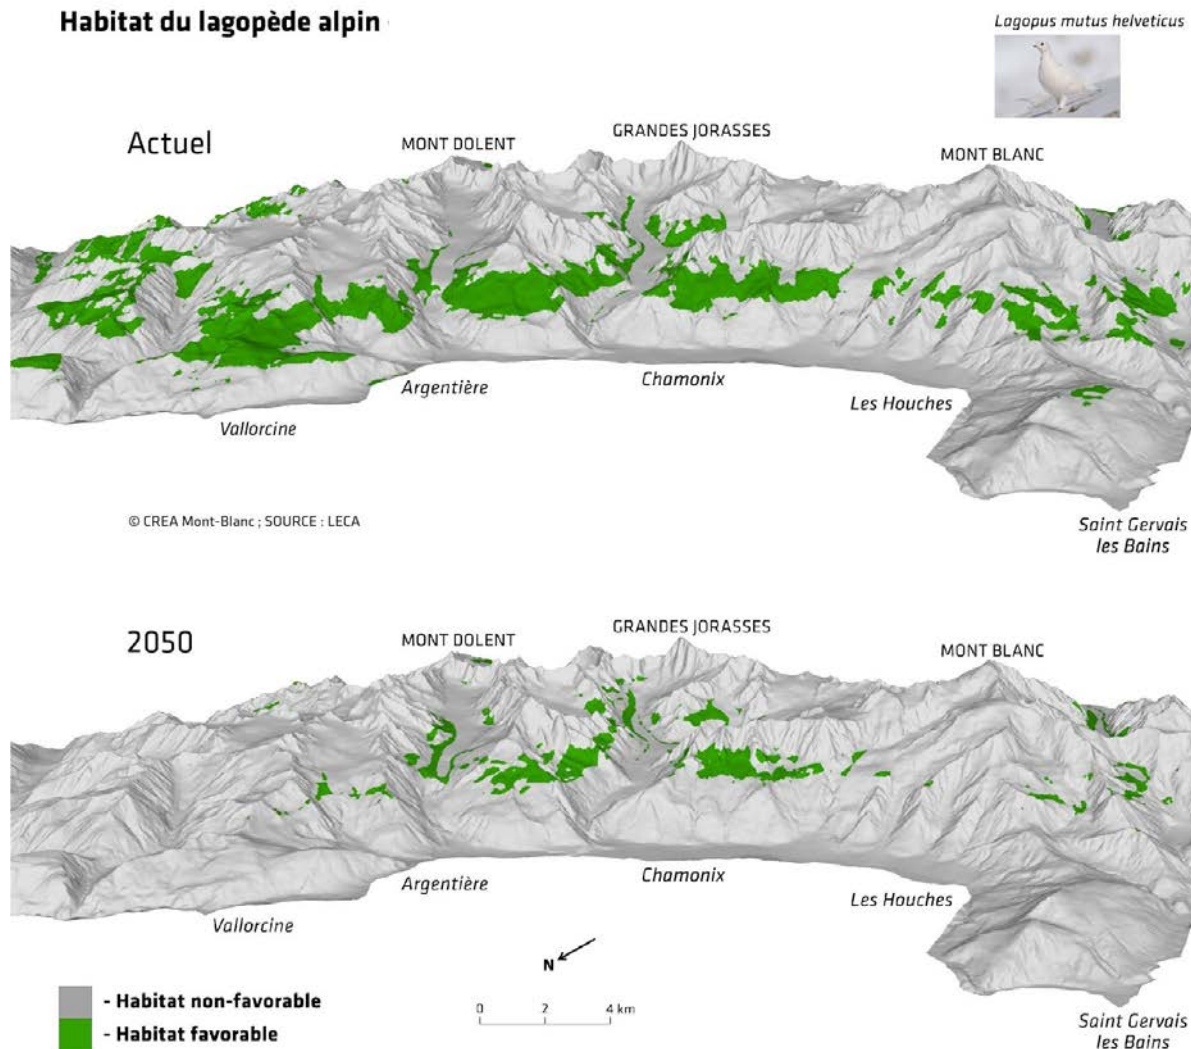 Habitat du lagopède alpin
Lagopus mutus helveticus
Actuel
MONT DOLENT
GRANDES JORASSES
MONT BLANC
Argentière
Chamonix
Les Houches
Vallorcine
© CREA Mont-Blanc ; SOURCE : LECA
Saint Gervais
les Bains
2050
MONT DOLENT
GRANDES JORASSES
MONT BLANC
Argentière
Chamonix
Les Houches
Vallorcine
N
- Habitat non-favorable
- Habitat favorable
0 2 4 km
Saint Gervais
les Bains